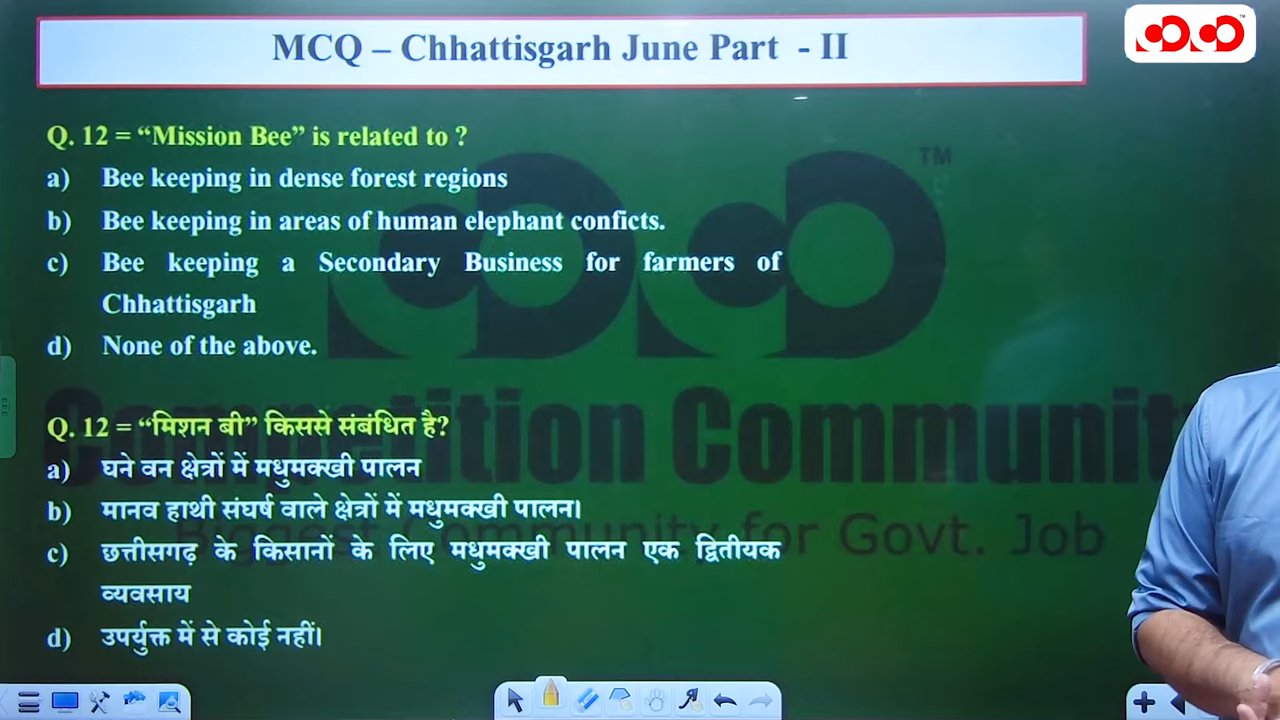 MCQ – Chhattisgarh June Part - II
TM
Q. 12 = “Mission Bee” is related to ?
a) Bee keeping in dense forest regions
b) Bee keeping in areas of human elephant conficts.
c) Bee keeping a Secondary Business for farmers of
Chhattisgarh
d) None of the above.
TM
Competition Community
Biggest Community for Govt. Job
Q. 12 = “मिशन बी” किससे संबंधित है?
a) घने वन क्षेत्रों में मधुमक्खी पालन
b) मानव हाथी संघर्ष वाले क्षेत्रों में मधुमक्खी पालन।
c) छत्तीसगढ़ के किसानों के लिए मधुमक्खी पालन एक द्वितीयक
व्यवसाय
d) उपर्युक्त में से कोई नहीं।